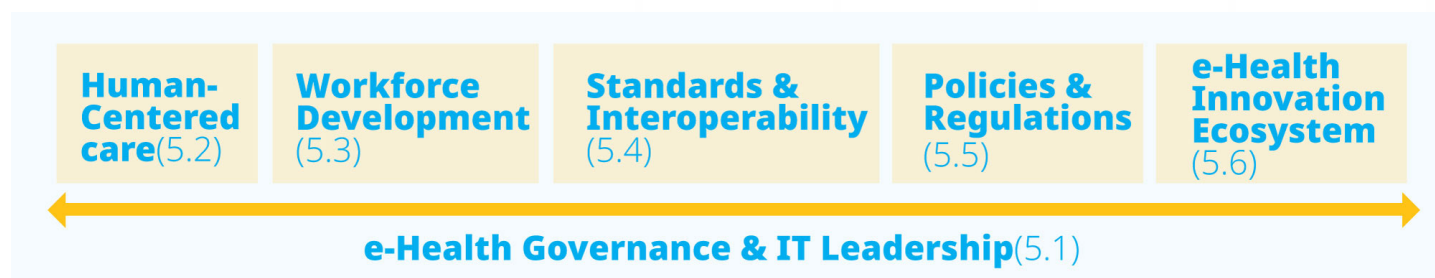 Human-
Centered
care(5.2)
Workforce
Development
(5.3)
Standards &
Interoperability
(5.4)
Policies &
Regulations
(5.5)
e-Health
Innovation
Ecosystem
(5.6)
e-Health Governance & IT Leadership(5.1)